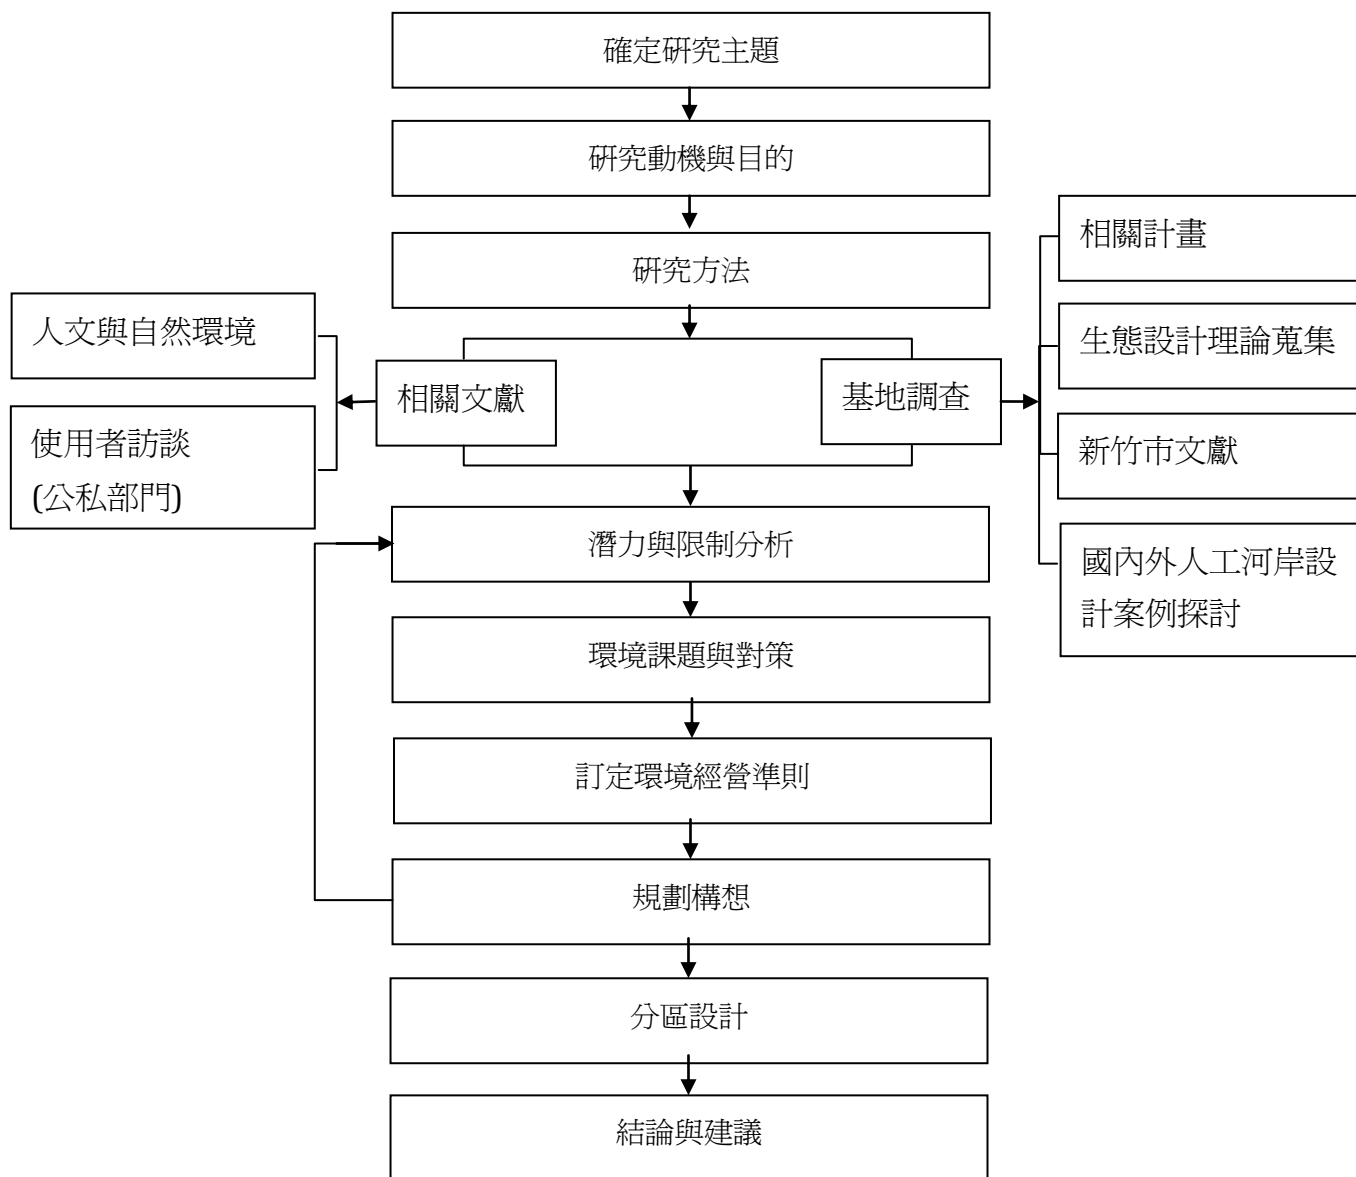 確定研究主題
研究動機與目的
研究方法
人文與自然環境
使用者訪談
(公私部門)
相關文獻
基地調查
相關計畫
生態設計理論蒐集
新竹市文獻
國內外人工河岸設
計案例探討
潛力與限制分析
環境課題與對策
訂定環境經營準則
規劃構想
分區設計
結論與建議